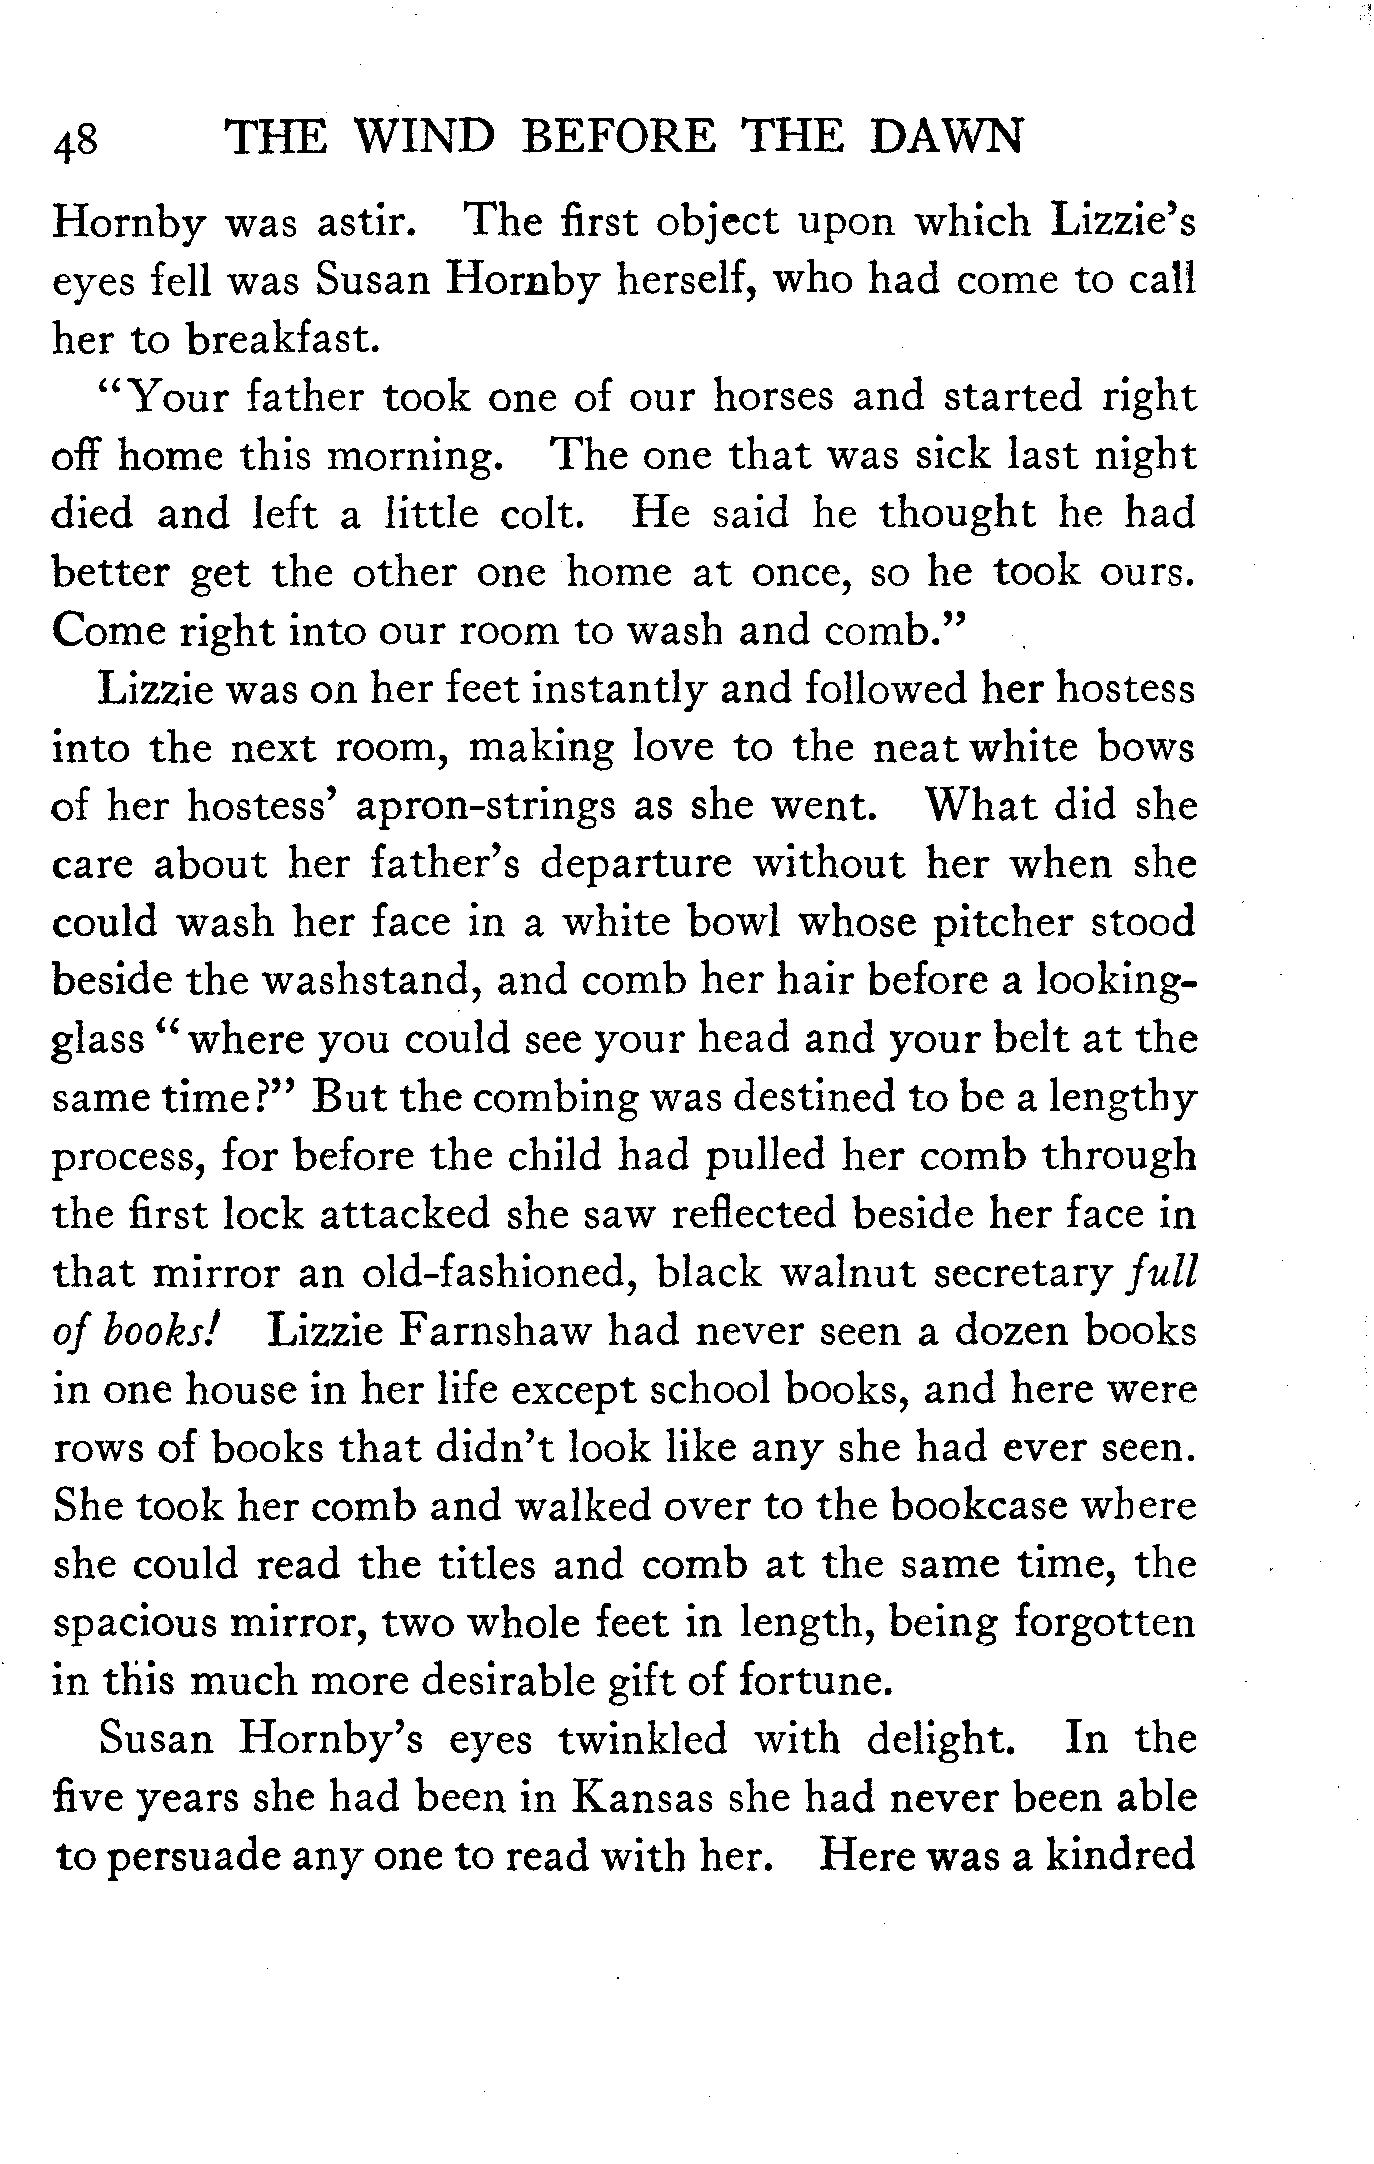 48 THE WIND BEFORE THE DAWN
Hornby was astir. The first object upon which Lizzie's
eyes fell was Susan Hornby herself, who had come to call
her to breakfast.
"Your father took one of our horses and started right
off home this morning. The one that was sick last night
died and left a little colt. He said he thought he had
better get the other one home at once, so he took ours.
Come right into our room to wash and comb."
Lizzie was on her feet instantly and followed her hostess
into the next room, making love to the neat white bows
of her hostess' apron-strings as she went. What did she
care about her father's departure without her when she
could wash her face in a white bowl whose pitcher stood
beside the washstand, and comb her hair before a looking-
glass "where you could see your head and your belt at the
same time?" But the combing was destined to be a lengthy
process, for before the child had pulled her comb through
the first lock attacked she saw reflected beside her face in
that mirror an old-fashioned, black walnut secretary full
of books! Lizzie Farnshaw had never seen a dozen books
in one house in her life except school books, and here were
rows of books that didn't look like any she had ever seen.
She took her comb and walked over to the bookcase where
she could read the titles and comb at the same time, the
spacious mirror, two whole feet in length, being forgotten
in this much more desirable gift of fortune.
Susan Hornby's eyes twinkled with delight. In the
five years she had been in Kansas she had never been able
to persuade any one to read with her. Here was a kindred